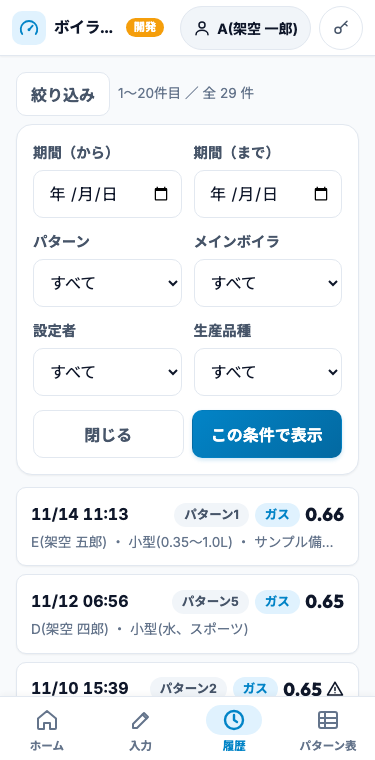 ボイラ... 開発 A(架空 一郎)
絞り込み 1〜20件目 ／ 全 29 件
期間（から） 期間（まで）
年 /月/日 年 /月/日
パターン メインボイラ
すべて すべて
設定者 生産品種
すべて すべて
閉じる この条件で表示
11/14 11:13 パターン1 ガス 0.66
E(架空 五郎) ・ 小型(0.35〜1.0L) ・ サンプル備...
11/12 06:56 パターン5 ガス 0.65
D(架空 四郎) ・ 小型(水、スポーツ)
11/10 15:39 パターン2 ガス 0.65
ホーム 入力 履歴 パターン表